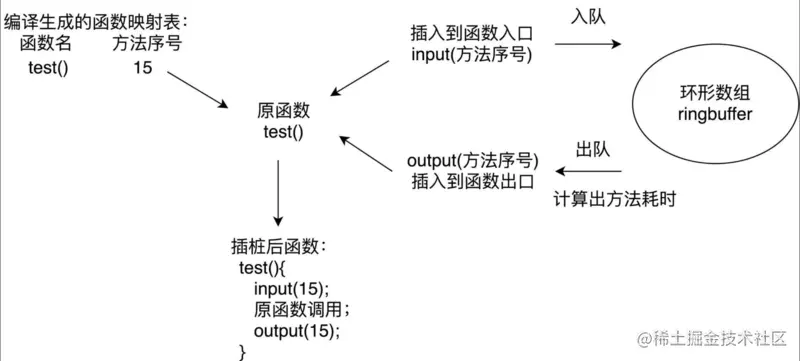 编译生成的函数映射表：
函数名 方法序号
test() 15
原函数
test()
插入到函数入口
input(方法序号)
入队
环形数组
ringbuffer
output(方法序号)
插入到函数出口
出队
计算出方法耗时
插桩后函数：
test(){
input(15);
原函数调用；
output(15);
}
@稀土掘金技术社区